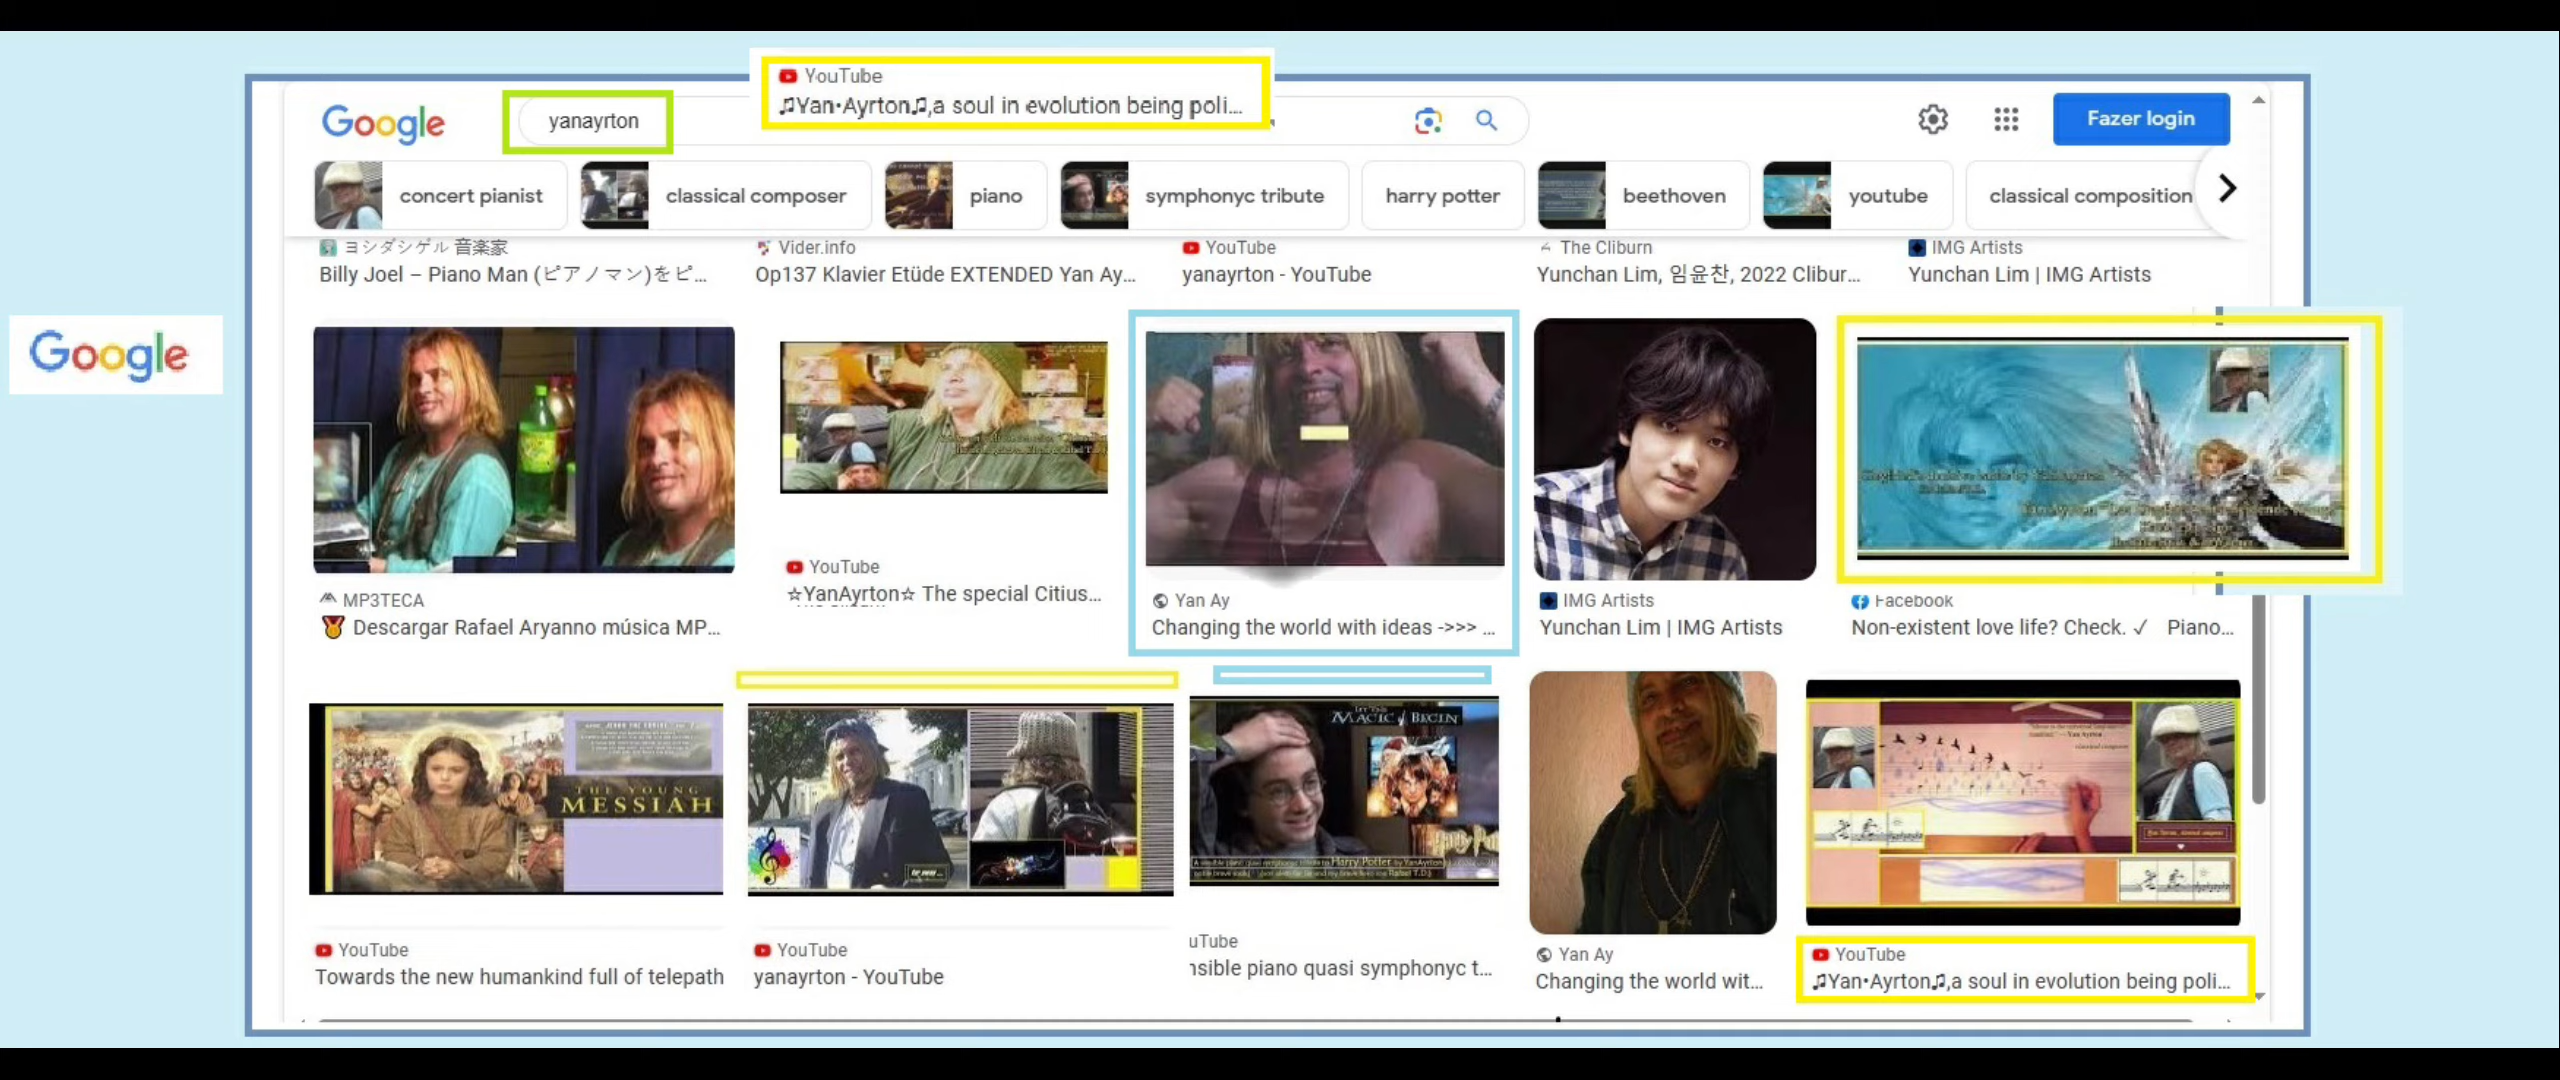 YouTube
♫Yan•Ayrton♫,a soul in evolution being poli...
Google
yanayrton
Fazer login
concert pianist
classical composer
piano
symphonyc tribute
harry potter
beethoven
youtube
classical composition
ヨシダシゲル 音楽家
Vider.info
YouTube
The Cliburn
IMG Artists
Billy Joel – Piano Man (ピアノマン)をピ...
Op137 Klavier Etüde EXTENDED Yan Ay...
yanayrton - YouTube
Yunchan Lim, 임윤찬, 2022 Clibur...
Yunchan Lim | IMG Artists
Google
MP3TECA
🏅 Descargar Rafael Aryanno música MP...
YouTube
☆YanAyrton☆ The special Citius...
Yan Ay
Changing the world with ideas ->>> ...
IMG Artists
Yunchan Lim | IMG Artists
Facebook
Non-existent love life? Check. ✓ Piano...
THE YOUNG
MESSIAH
LET THE
MAGIC BEGIN
YouTube
Towards the new humankind full of telepath
YouTube
yanayrton - YouTube
uTube
nsible piano quasi symphonyc t...
Yan Ay
Changing the world wit...
YouTube
♫Yan•Ayrton♫,a soul in evolution being poli...